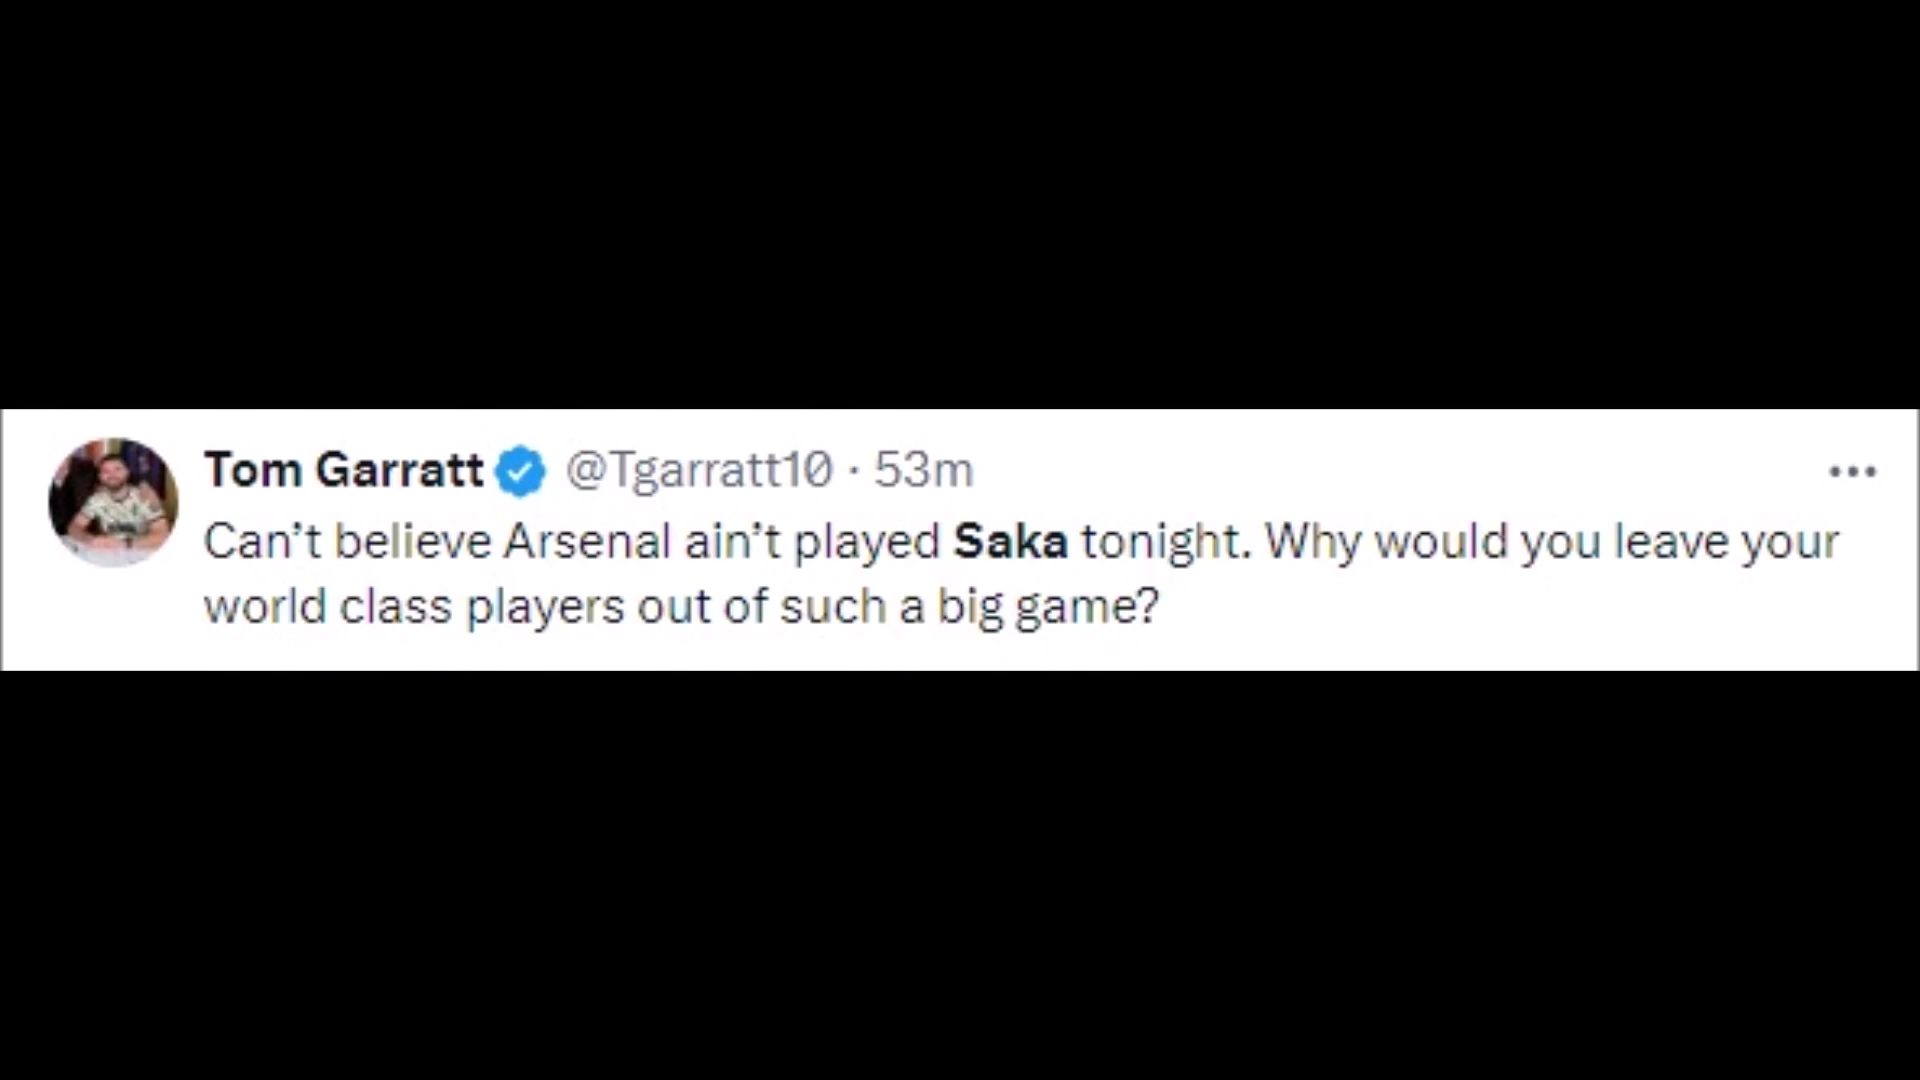 Tom Garratt @Tgarratt10 · 53m
Can’t believe Arsenal ain’t played Saka tonight. Why would you leave your
world class players out of such a big game?